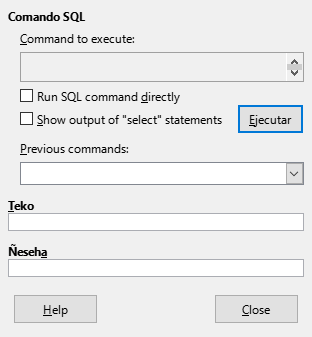 Comando SQL
Command to execute:
Run SQL command directly
Show output of "select" statements
Ejecutar
Previous commands:
Teko
Ñeseha
Help
Close